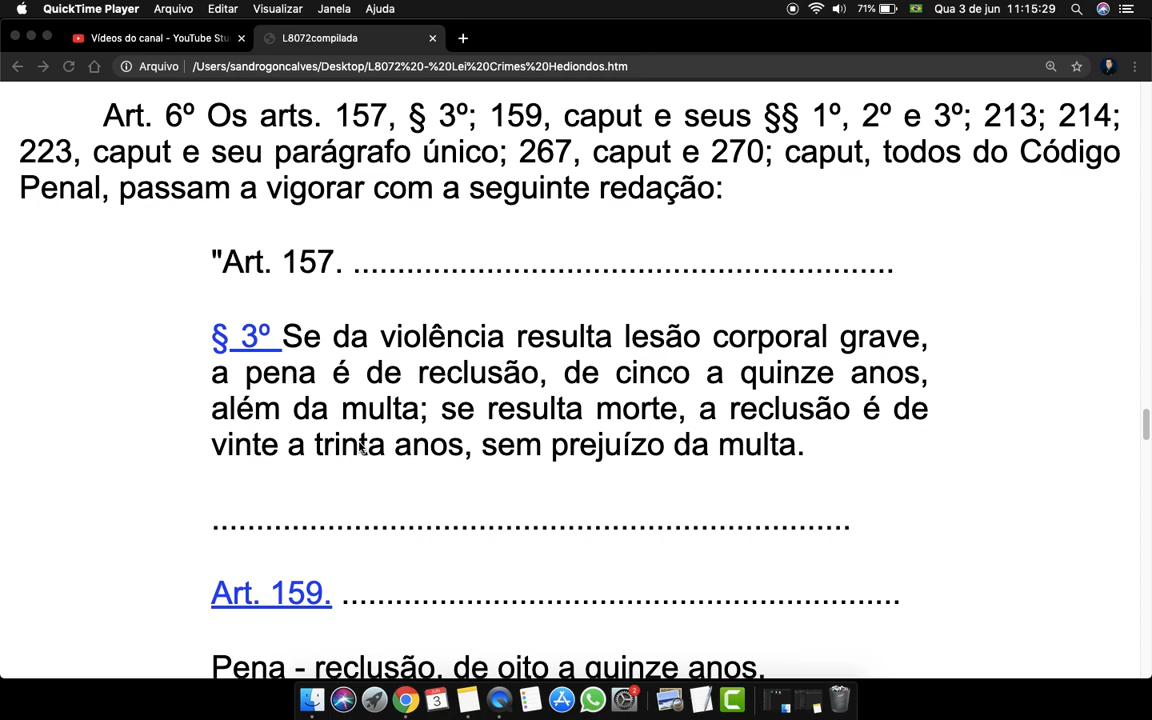 QuickTime Player Arquivo Editar Visualizar Janela Ajuda 71% Qua 3 de jun 11:15:29
Vídeos do canal - YouTube Stu L8072compilada
Arquivo /Users/sandrogoncalves/Desktop/L8072%20-%20Lei%20Crimes%20Hediondos.htm
Art. 6º Os arts. 157, § 3º; 159, caput e seus §§ 1º, 2º e 3º; 213; 214;
223, caput e seu parágrafo único; 267, caput e 270; caput, todos do Código
Penal, passam a vigorar com a seguinte redação:
"Art. 157. .............................................................
§ 3º Se da violência resulta lesão corporal grave,
a pena é de reclusão, de cinco a quinze anos,
além da multa; se resulta morte, a reclusão é de
vinte a trinta anos, sem prejuízo da multa.
........................................................................
Art. 159. ...............................................................
Pena - reclusão, de oito a quinze anos.
3
2